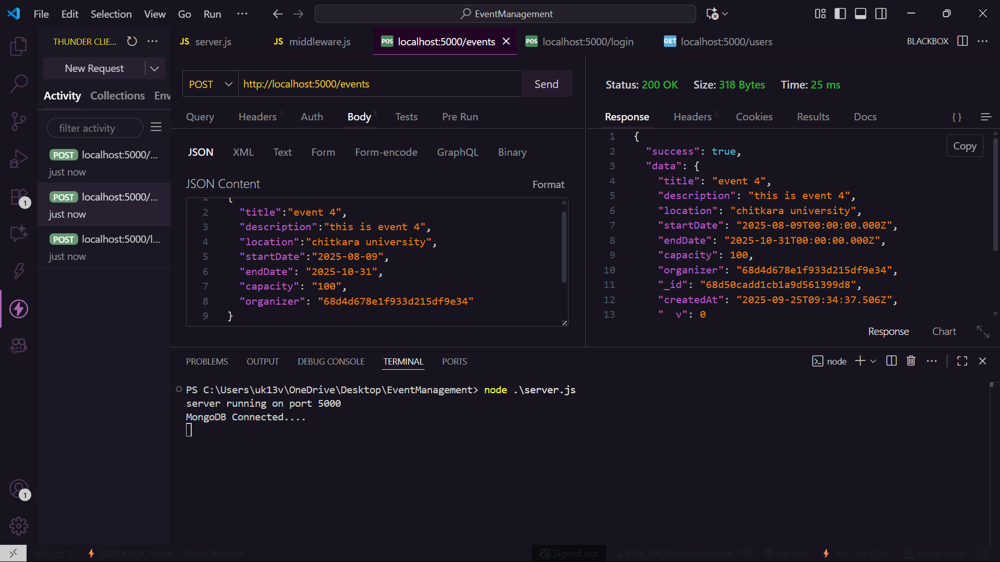 File Edit Selection View Go Run ... EventManagement
THUNDER CLIE...
JS server.js
JS middleware.js
POS localhost:5000/events
POS localhost:5000/login
GET localhost:5000/users
BLACKBOX
New Request
Activity Collections Env
filter activity
POST localhost:5000/...
just now
POST localhost:5000/...
just now
POST localhost:5000/l...
just now
1
1
POST http://localhost:5000/events Send
Query Headers 3 Auth Body 1 Tests Pre Run
JSON XML Text Form Form-encode GraphQL Binary
JSON Content Format
1 {
2 "title":"event 4",
3 "description":"this is event 4",
4 "location":"chitkara university",
5 "startDate":"2025-08-09",
6 "endDate": "2025-10-31",
7 "capacity": "100",
8 "organizer": "68d4d678e1f933d215df9e34"
9 }
Status: 200 OK Size: 318 Bytes Time: 25 ms
Response Headers 6 Cookies Results Docs { }
Copy
1 {
2 "success": true,
3 "data": {
4 "title": "event 4",
5 "description": "this is event 4",
6 "location": "chitkara university",
7 "startDate": "2025-08-09T00:00:00.000Z",
8 "endDate": "2025-10-31T00:00:00.000Z",
9 "capacity": 100,
10 "organizer": "68d4d678e1f933d215df9e34",
11 "_id": "68d50cadd1cb1a9d561399d8",
12 "createdAt": "2025-09-25T09:34:37.506Z",
13 "__v": 0
Response Chart
PROBLEMS OUTPUT DEBUG CONSOLE TERMINAL PORTS
node
PS C:\Users\uk13v\OneDrive\Desktop\EventManagement> node .\server.js
server running on port 5000
MongoDB Connected....
0 0 BLACKBOX Agent Open Website Signed out BLACKBOX Autocomplete: ON Go Live AI Code Chat Background